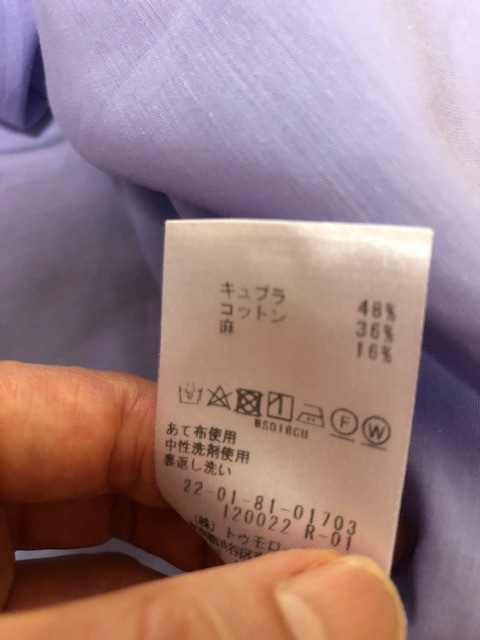 キュプラ 48%
コットン 36%
麻 16%
F W
WS018CU
あて布使用
中性洗剤使用
裏返し洗い
22-01-81-01703
120022 R-01
(株)トゥモロ